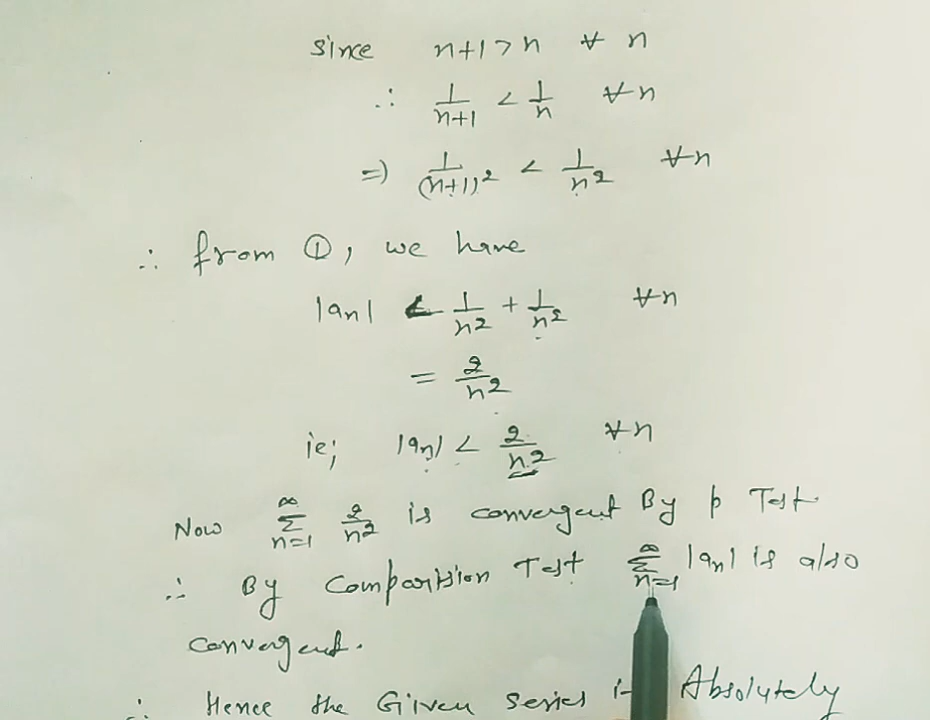 since n+1 > n ∀ n
∴ 1/(n+1) < 1/n ∀ n
⇒ 1/(n+1)² < 1/n² ∀ n
∴ from ①, we have
|an| < 1/n² + 1/n² ∀ n
= 2/n²
ie; |an| < 2/n² ∀ n
Now ∞ Σ n=1 2/n² is convergent By p Test
∴ By Comparision Test ∞ Σ n=1 |an| is also
convergent.
∴ Hence the Given series is Absolutely